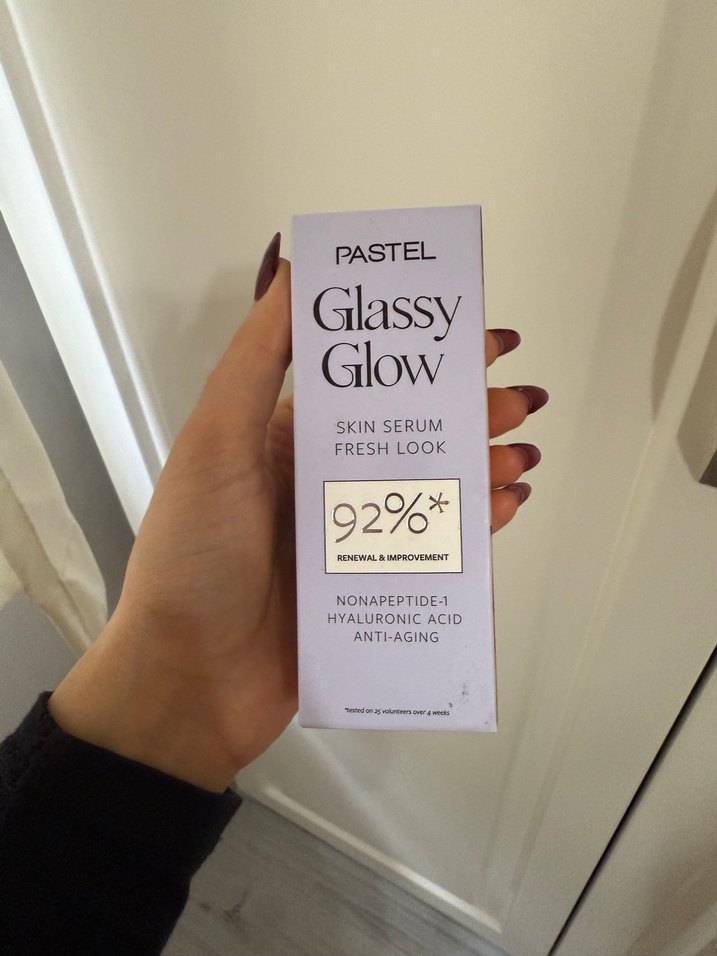 PASTEL
Glassy
Glow
SKIN SERUM
FRESH LOOK
92%*
RENEWAL & IMPROVEMENT
NONAPEPTIDE-1
HYALURONIC ACID
ANTI-AGING
*tested on 25 volunteers over 4 weeks